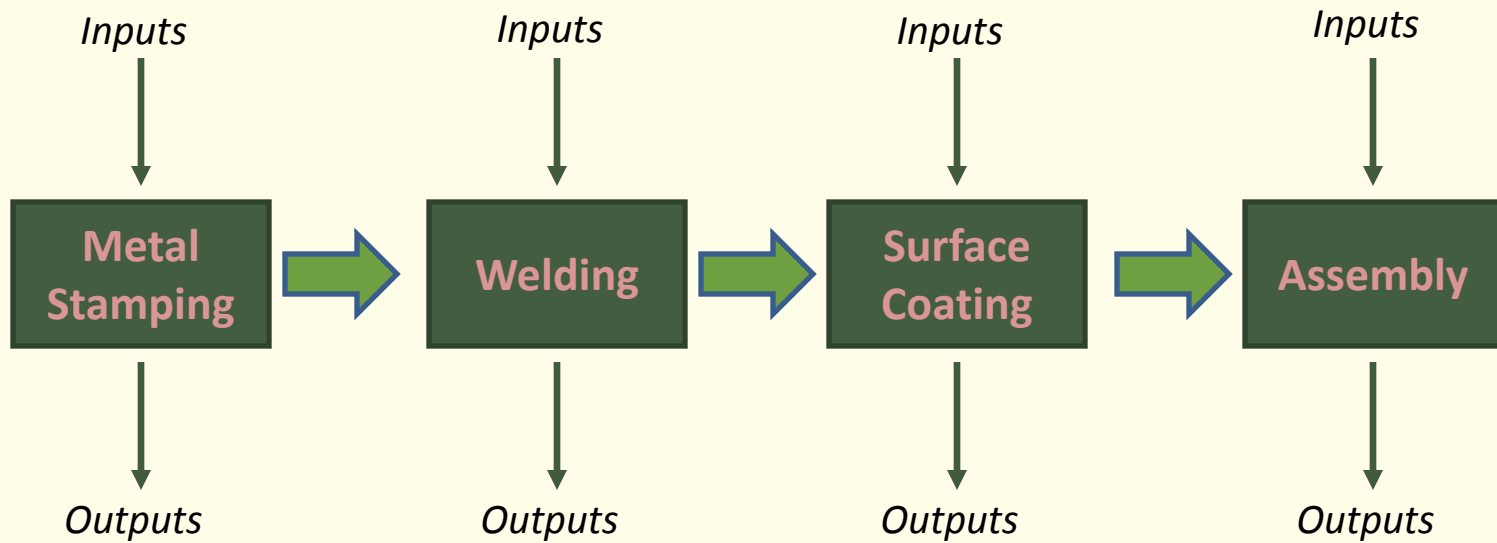 Inputs
Inputs
Inputs
Inputs
Metal
Stamping
Welding
Surface
Coating
Assembly
Outputs
Outputs
Outputs
Outputs